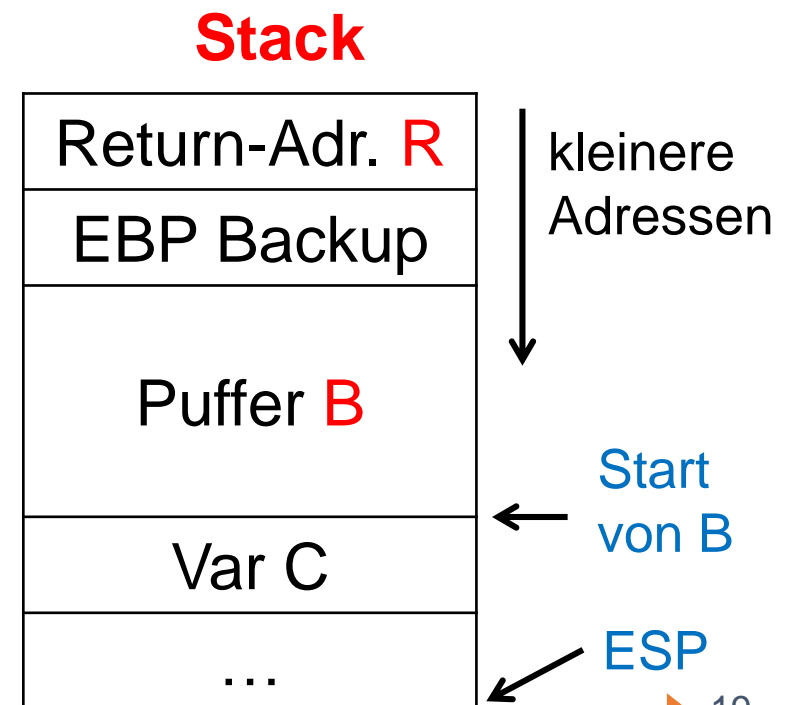 Stack
Return-Adr. R
kleinere
Adressen
EBP Backup
Puffer B
Start
von B
Var C
ESP
...